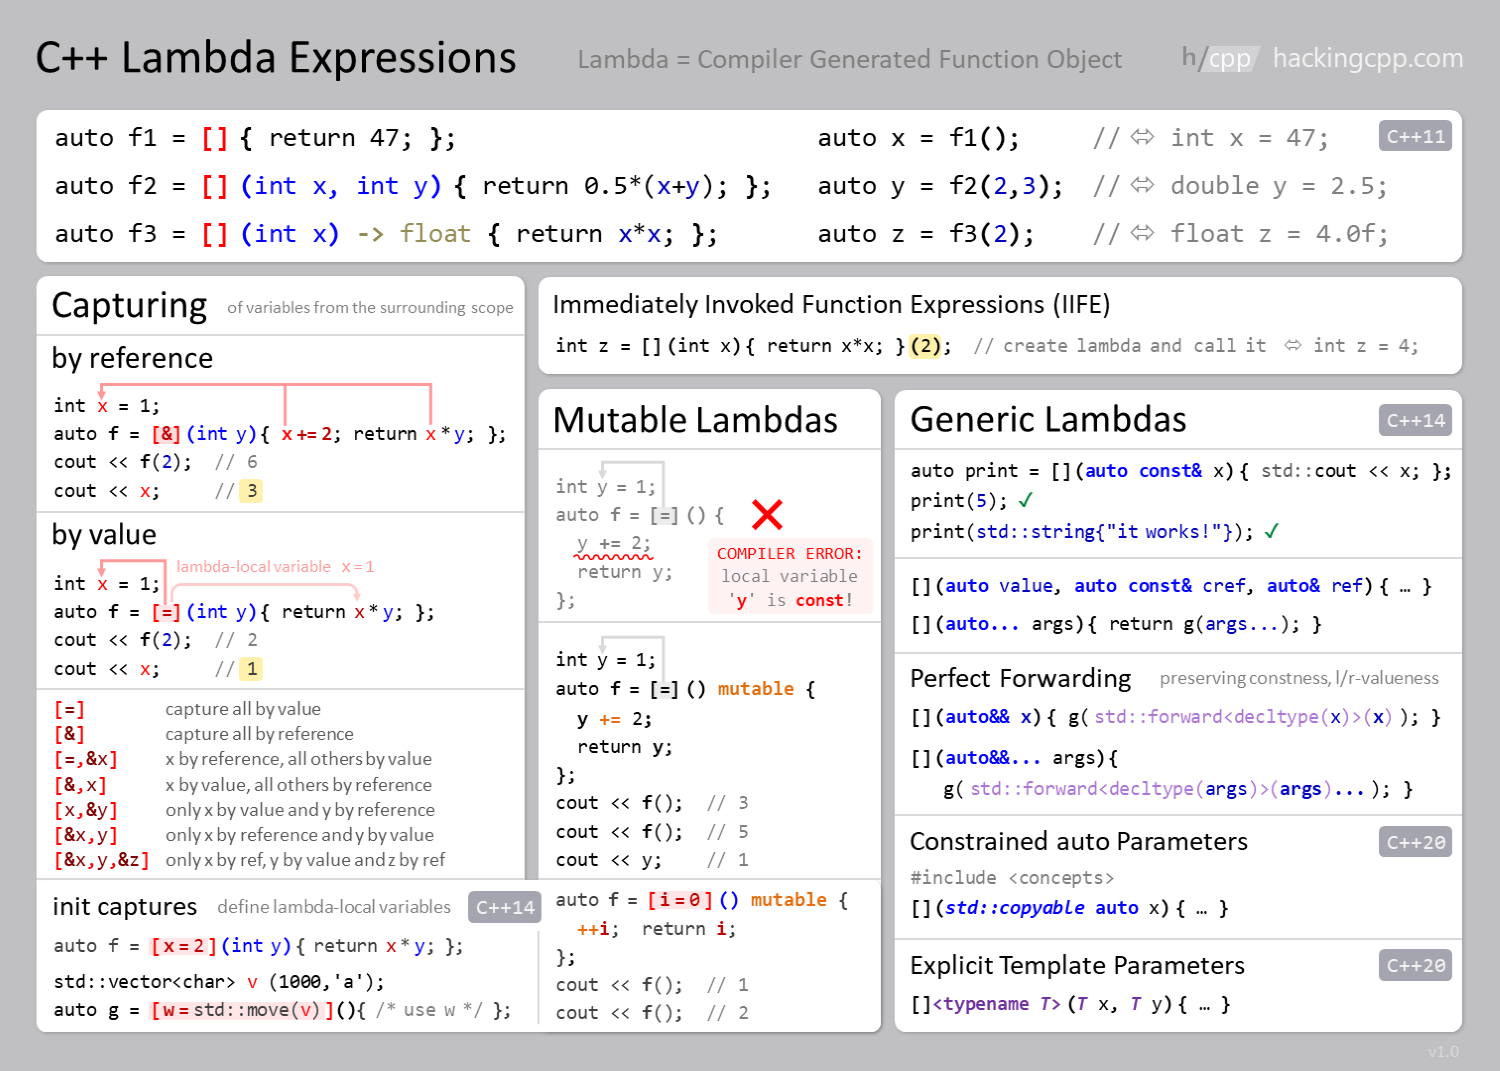 C++ Lambda Expressions
Lambda = Compiler Generated Function Object
h/cpp hackingcpp.com
auto f1 = [] { return 47; }; auto x = f1(); // ⇔ int x = 47; C++11
auto f2 = [] (int x, int y) { return 0.5*(x+y); }; auto y = f2(2,3); // ⇔ double y = 2.5;
auto f3 = [] (int x) -> float { return x*x; }; auto z = f3(2); // ⇔ float z = 4.0f;
Capturing of variables from the surrounding scope
by reference
int x = 1;
auto f = [&](int y){ x += 2; return x * y; };
cout << f(2); // 6
cout << x; // 3
by value
lambda-local variable x = 1
int x = 1;
auto f = [=](int y){ return x * y; };
cout << f(2); // 2
cout << x; // 1
[=] capture all by value
[&] capture all by reference
[=,&x] x by reference, all others by value
[&,x] x by value, all others by reference
[x,&y] only x by value and y by reference
[&x,y] only x by reference and y by value
[&x,y,&z] only x by ref, y by value and z by ref
init captures define lambda-local variables C++14
auto f = [x=2](int y){ return x * y; };
std::vector<char> v (1000,'a');
auto g = [w=std::move(v)](){ /* use w */ };
Immediately Invoked Function Expressions (IIFE)
int z = [](int x){ return x*x; }(2); // create lambda and call it ⇔ int z = 4;
Mutable Lambdas
int y = 1;
auto f = [=]() {
y += 2;
return y;
};
COMPILER ERROR:
local variable
'y' is const!
int y = 1;
auto f = [=]() mutable {
y += 2;
return y;
};
cout << f(); // 3
cout << f(); // 5
cout << y; // 1
auto f = [i=0]() mutable {
++i; return i;
};
cout << f(); // 1
cout << f(); // 2
Generic Lambdas C++14
auto print = [](auto const& x){ std::cout << x; };
print(5); ✓
print(std::string{"it works!"}); ✓
[](auto value, auto const& cref, auto& ref){ … }
[](auto... args){ return g(args...); }
Perfect Forwarding preserving constness, l/r-valueness
[](auto&& x){ g( std::forward<decltype(x)>(x) ); }
[](auto&&... args){
g( std::forward<decltype(args)>(args)... ); }
Constrained auto Parameters C++20
#include <concepts>
[](std::copyable auto x){ … }
Explicit Template Parameters C++20
[]<typename T>(T x, T y){ … }
v1.0